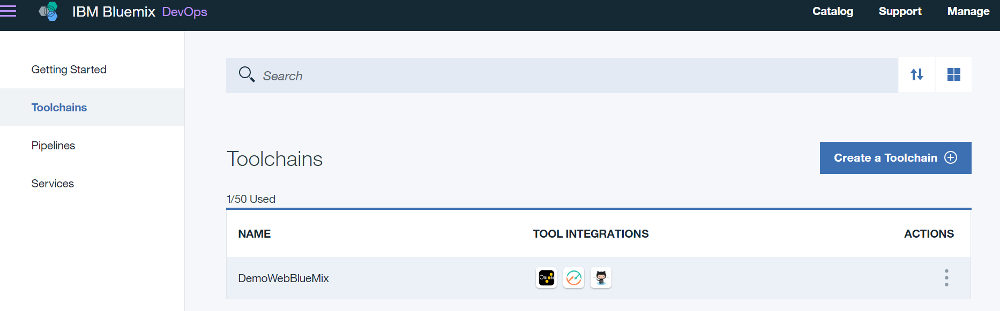 IBM Bluemix DevOps
Catalog Support Manage
Getting Started
Toolchains
Pipelines
Services
Search
Toolchains
Create a Toolchain
1/50 Used
NAME TOOL INTEGRATIONS ACTIONS
DemoWebBlueMix ORION